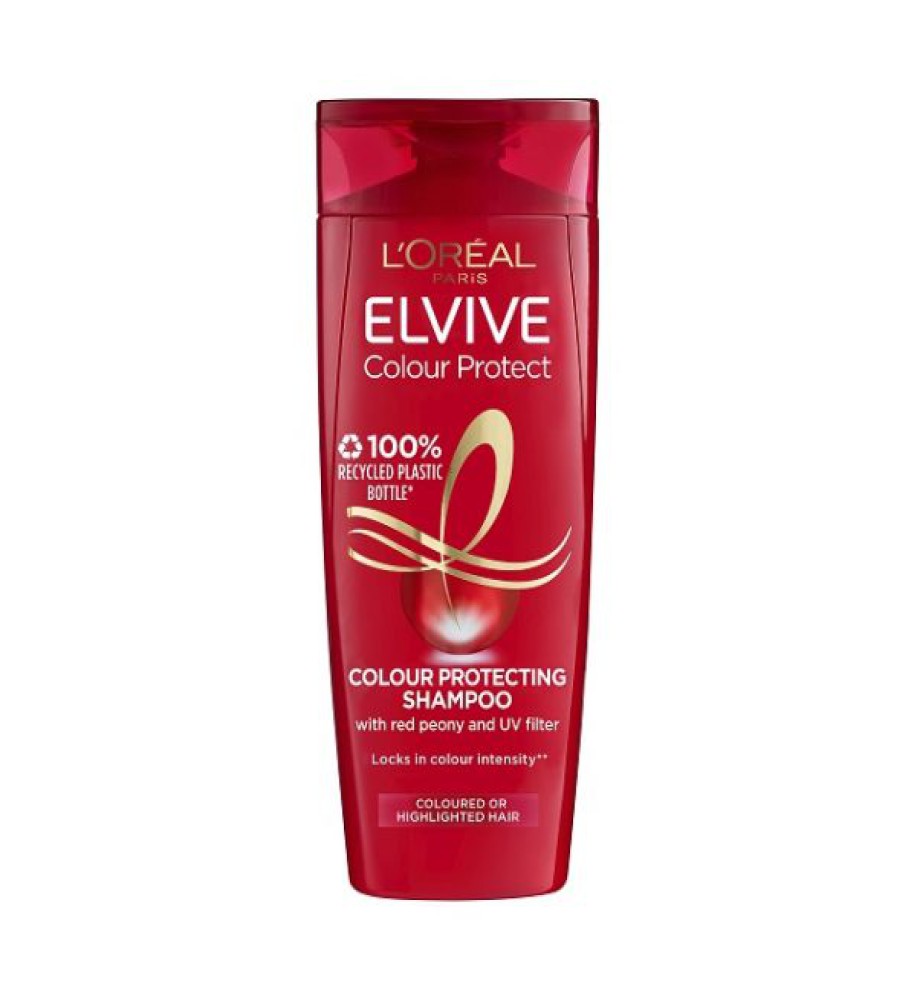 L'ORÉAL
PARiS
ELVIVE
Colour Protect
100%
RECYCLED PLASTIC
BOTTLE*
COLOUR PROTECTING
SHAMPOO
with red peony and UV filter
Locks in colour intensity**
COLOURED OR
HIGHLIGHTED HAIR